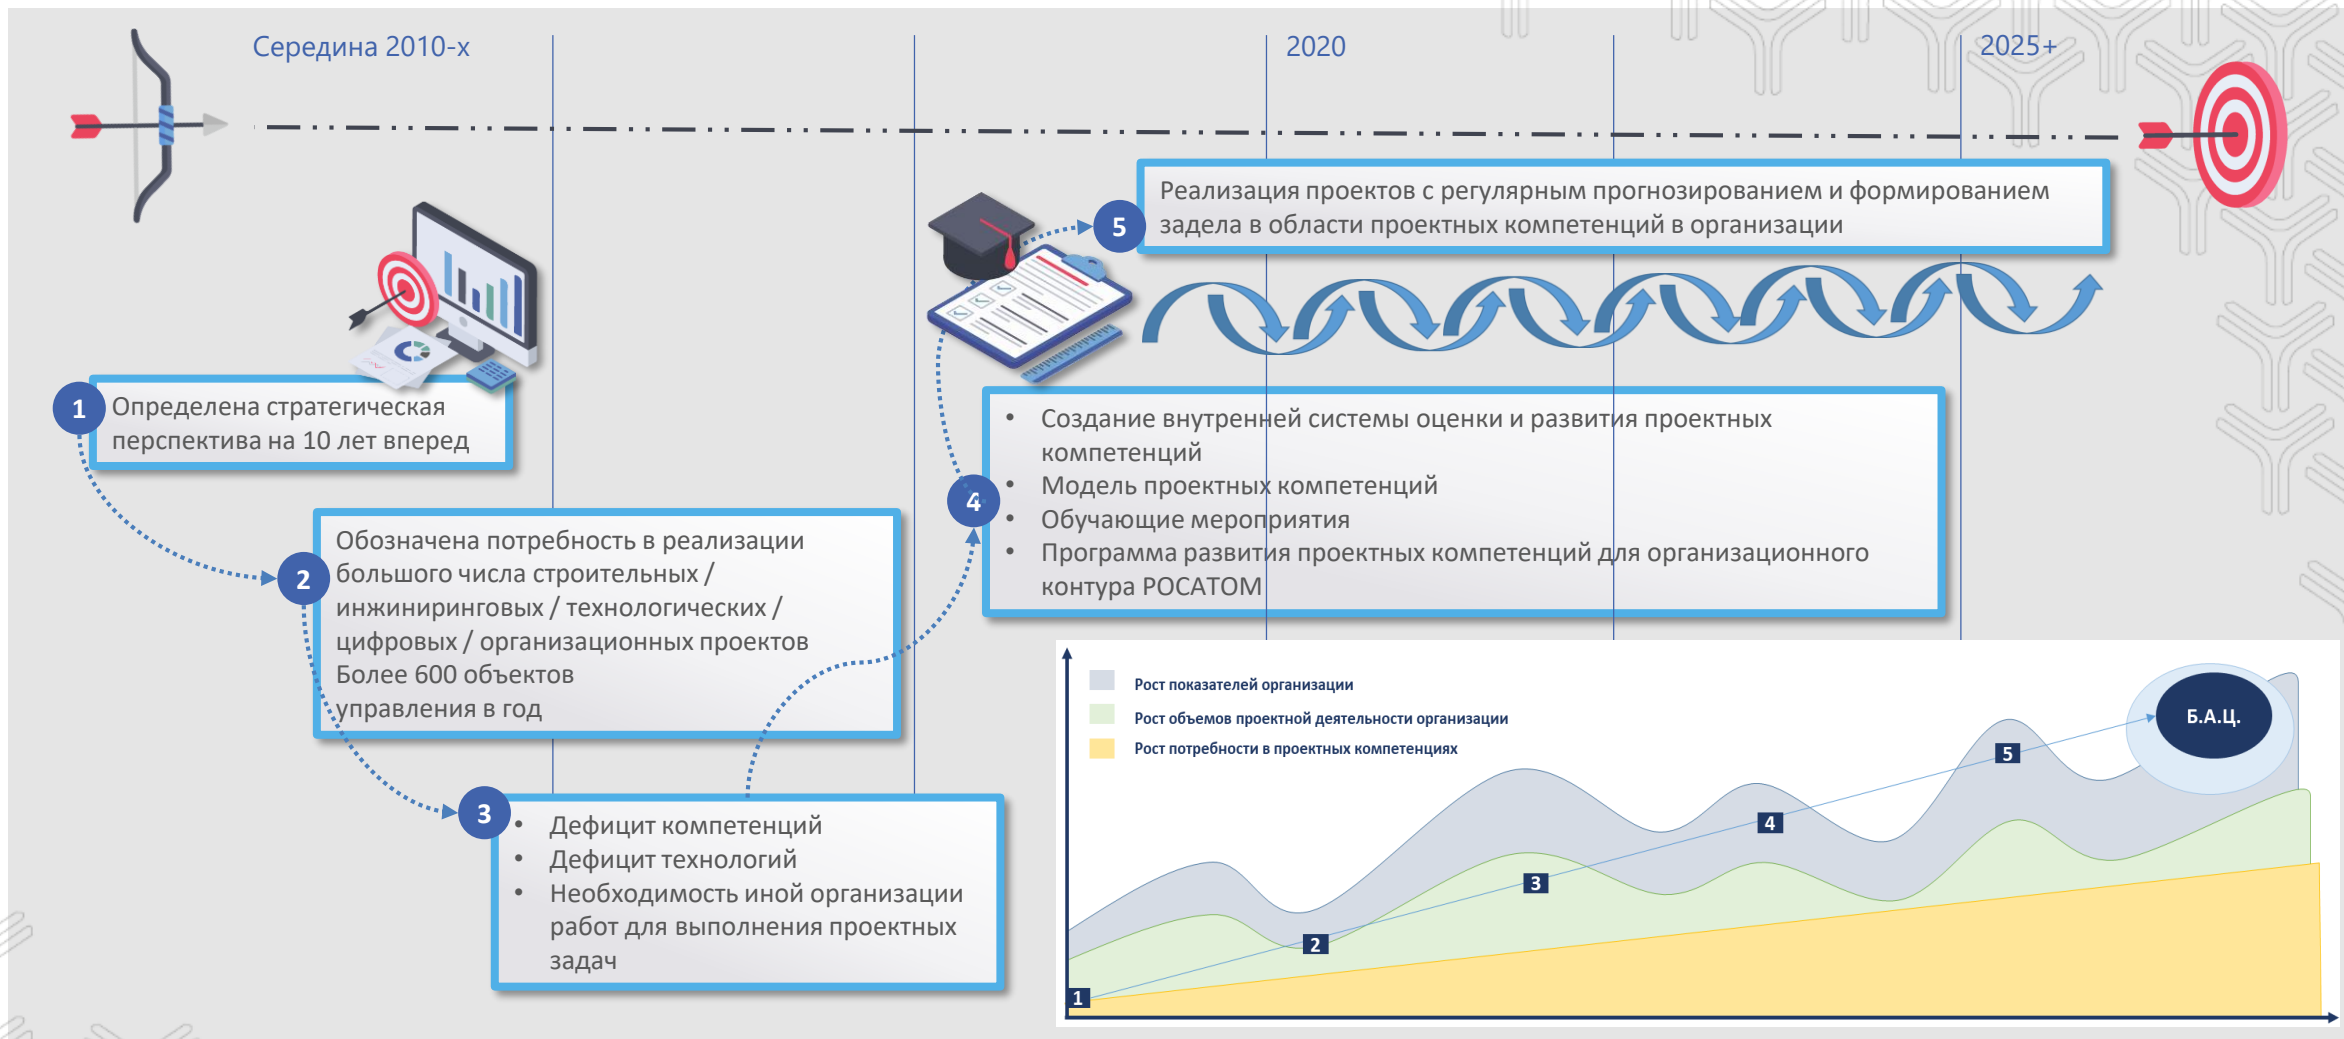 Середина 2010-х
2020
2025+
5
Реализация проектов с регулярным прогнозированием и формированием
задела в области проектных компетенций в организации
1
Определена стратегическая
перспектива на 10 лет вперед
4
• Создание внутренней системы оценки и развития проектных
компетенций
• Модель проектных компетенций
• Обучающие мероприятия
• Программа развития проектных компетенций для организационного
контура РОСАТОМ
2
Обозначена потребность в реализации
большого числа строительных /
инжиниринговых / технологических /
цифровых / организационных проектов
Более 600 объектов
управления в год
3
• Дефицит компетенций
• Дефицит технологий
• Необходимость иной организации
работ для выполнения проектных
задач
Рост показателей организации
Рост объемов проектной деятельности организации
Рост потребности в проектных компетенциях
Б.А.Ц.
5
4
3
2
1